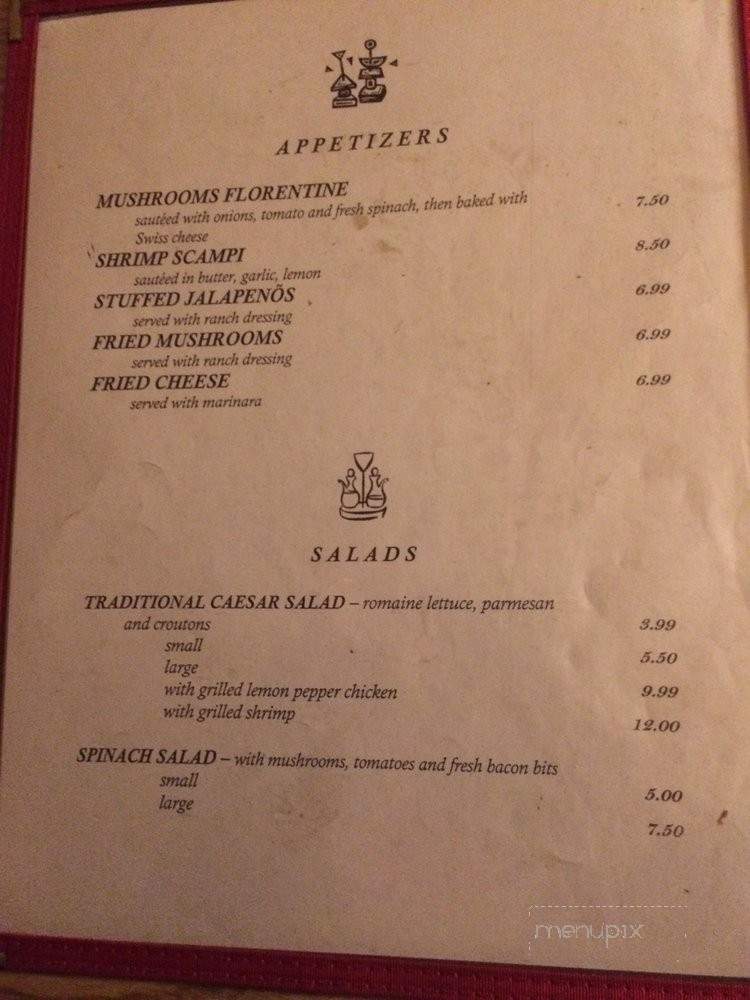 APPETIZERS
MUSHROOMS FLORENTINE 7.50
sautéed with onions, tomato and fresh spinach, then baked with
Swiss cheese
SHRIMP SCAMPI 8.50
sautéed in butter, garlic, lemon
STUFFED JALAPENÕS 6.99
served with ranch dressing
FRIED MUSHROOMS 6.99
served with ranch dressing
FRIED CHEESE 6.99
served with marinara
SALADS
TRADITIONAL CAESAR SALAD – romaine lettuce, parmesan
and croutons
small 3.99
large 5.50
with grilled lemon pepper chicken 9.99
with grilled shrimp 12.00
SPINACH SALAD – with mushrooms, tomatoes and fresh bacon bits
small 5.00
large 7.50
menupix